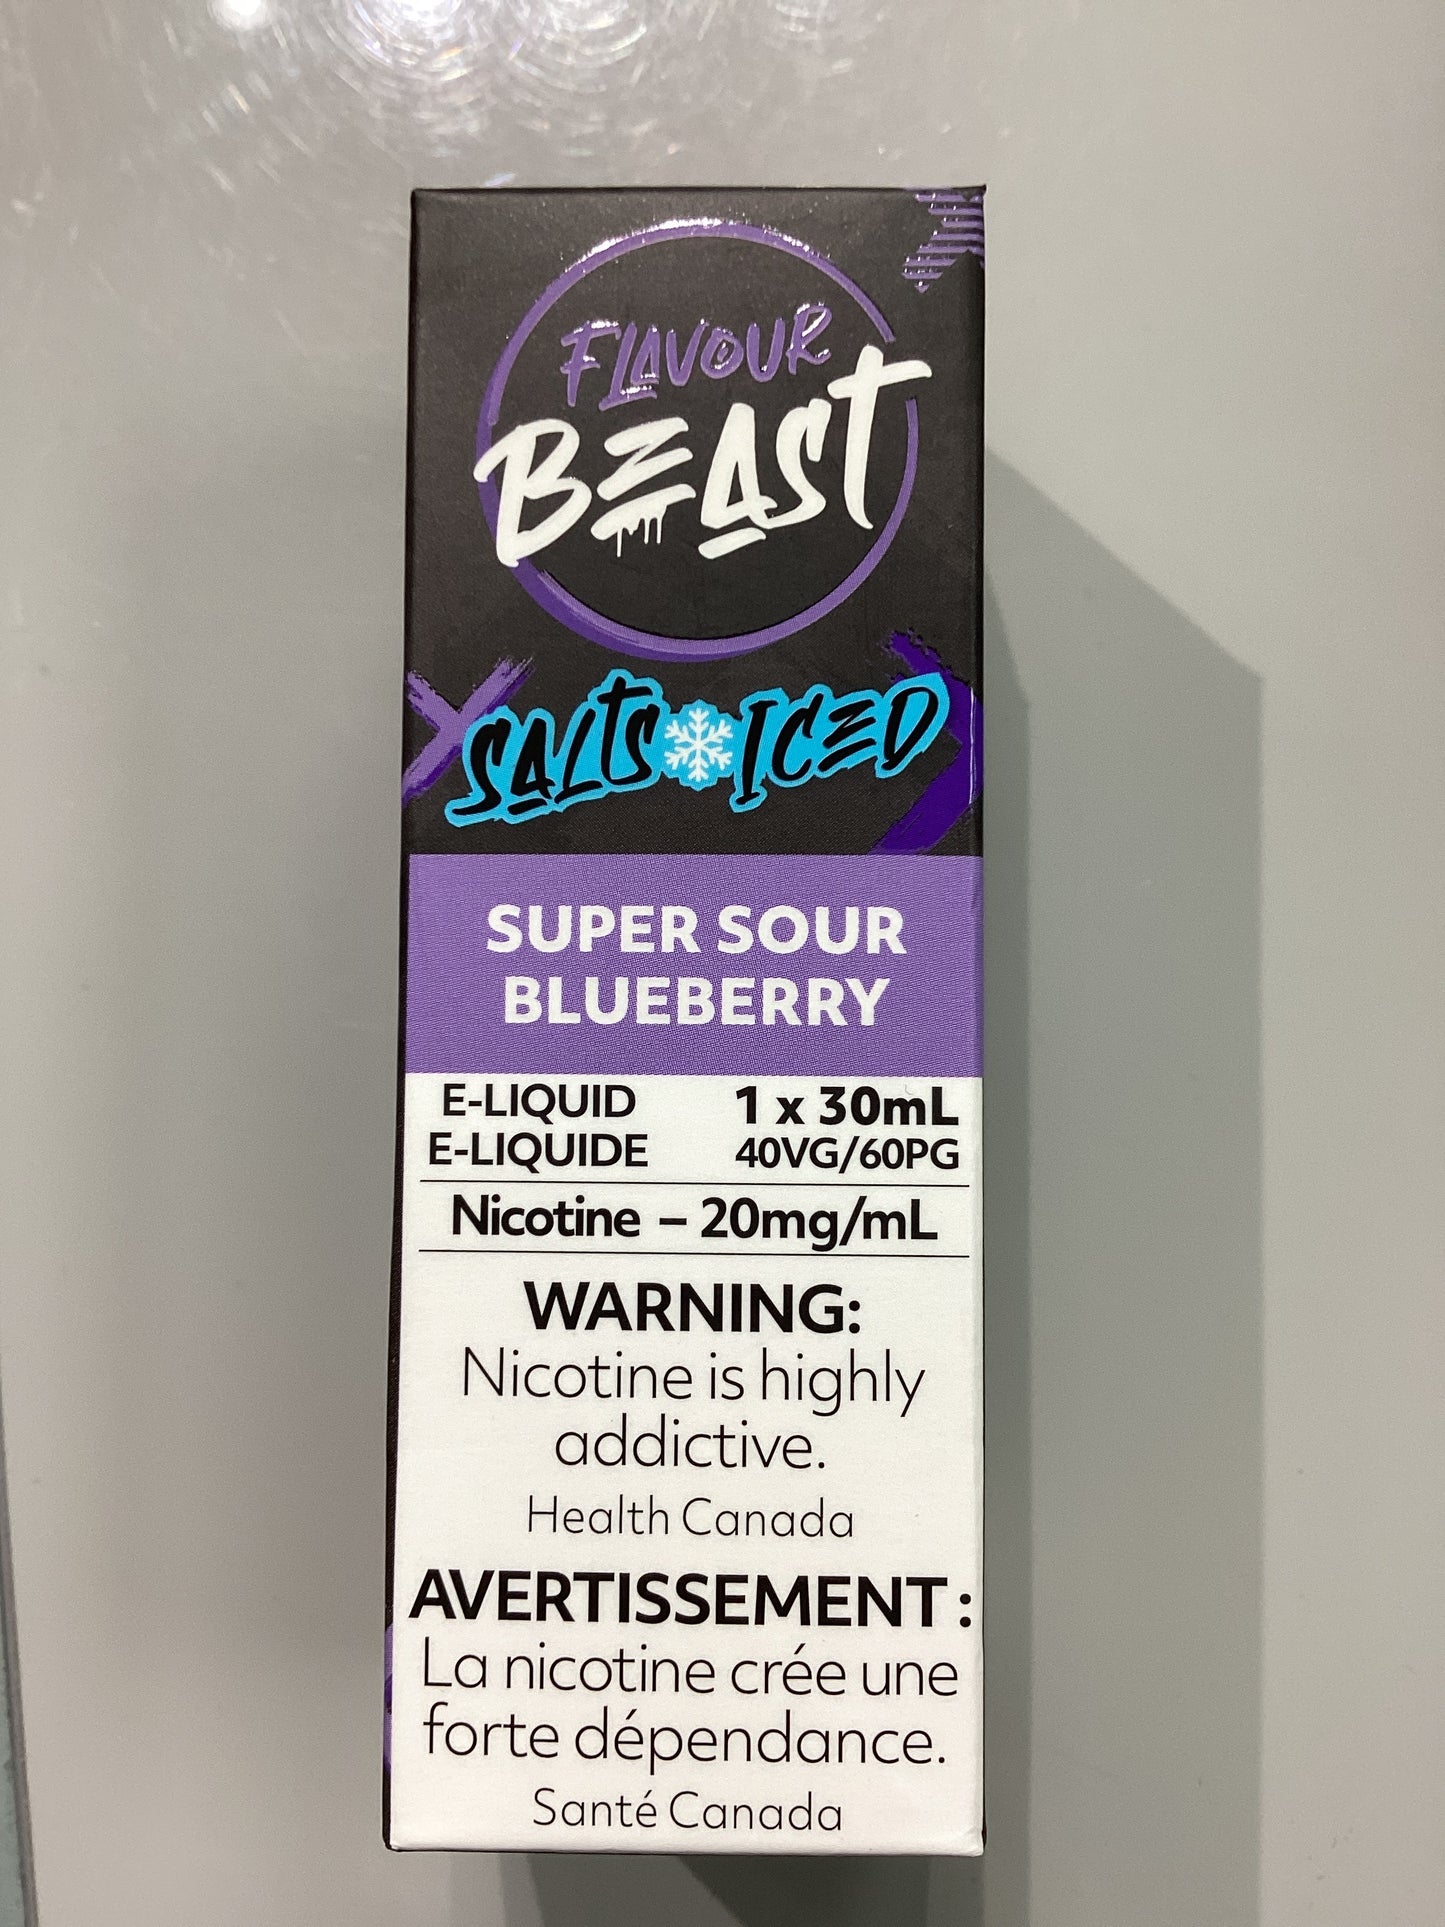 FLAVOUR
BEAST
SALTS ICED
SUPER SOUR
BLUEBERRY
E-LIQUID 1 x 30mL
E-LIQUIDE 40VG/60PG
Nicotine – 20mg/mL
WARNING:
Nicotine is highly
addictive.
Health Canada
AVERTISSEMENT :
La nicotine crée une
forte dépendance.
Santé Canada